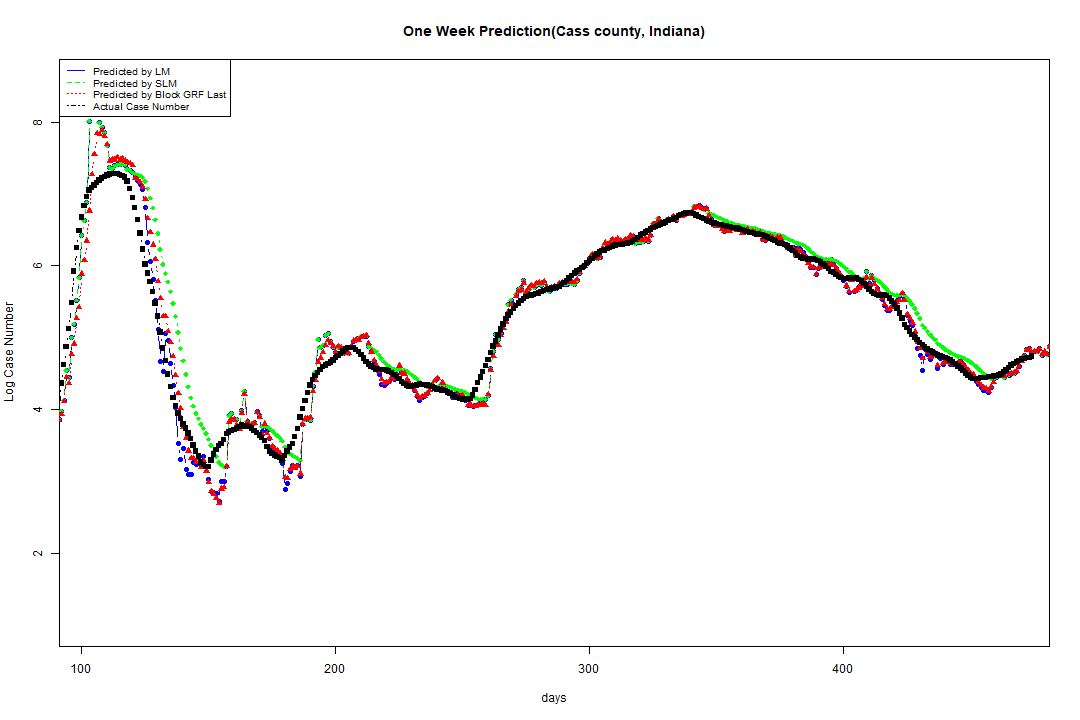 One Week Prediction(Cass county, Indiana)
Predicted by LM
Predicted by SLM
Predicted by Block GRF Last
Actual Case Number
8
6
4
2
Log Case Number
100 200 300 400
days